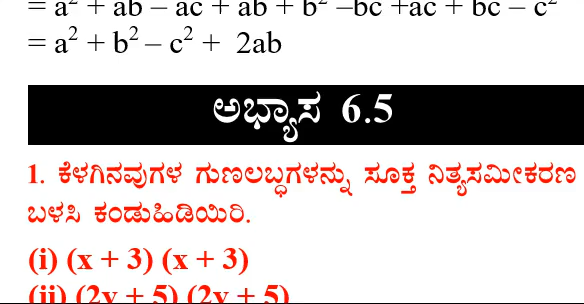 = a² + ab – ac + ab + b² –bc +ac + bc – c²
= a² + b² – c² + 2ab
ಅಭ್ಯಾಸ 6.5
1. ಕೆಳಗಿನವುಗಳ ಗುಣಲಬ್ಧಗಳನ್ನು ಸೂಕ್ತ ನಿತ್ಯಸಮೀಕರಣ
ಬಳಸಿ ಕಂಡುಹಿಡಿಯಿರಿ.
(i) (x + 3) (x + 3)
(ii) (2y + 5) (2y + 5)